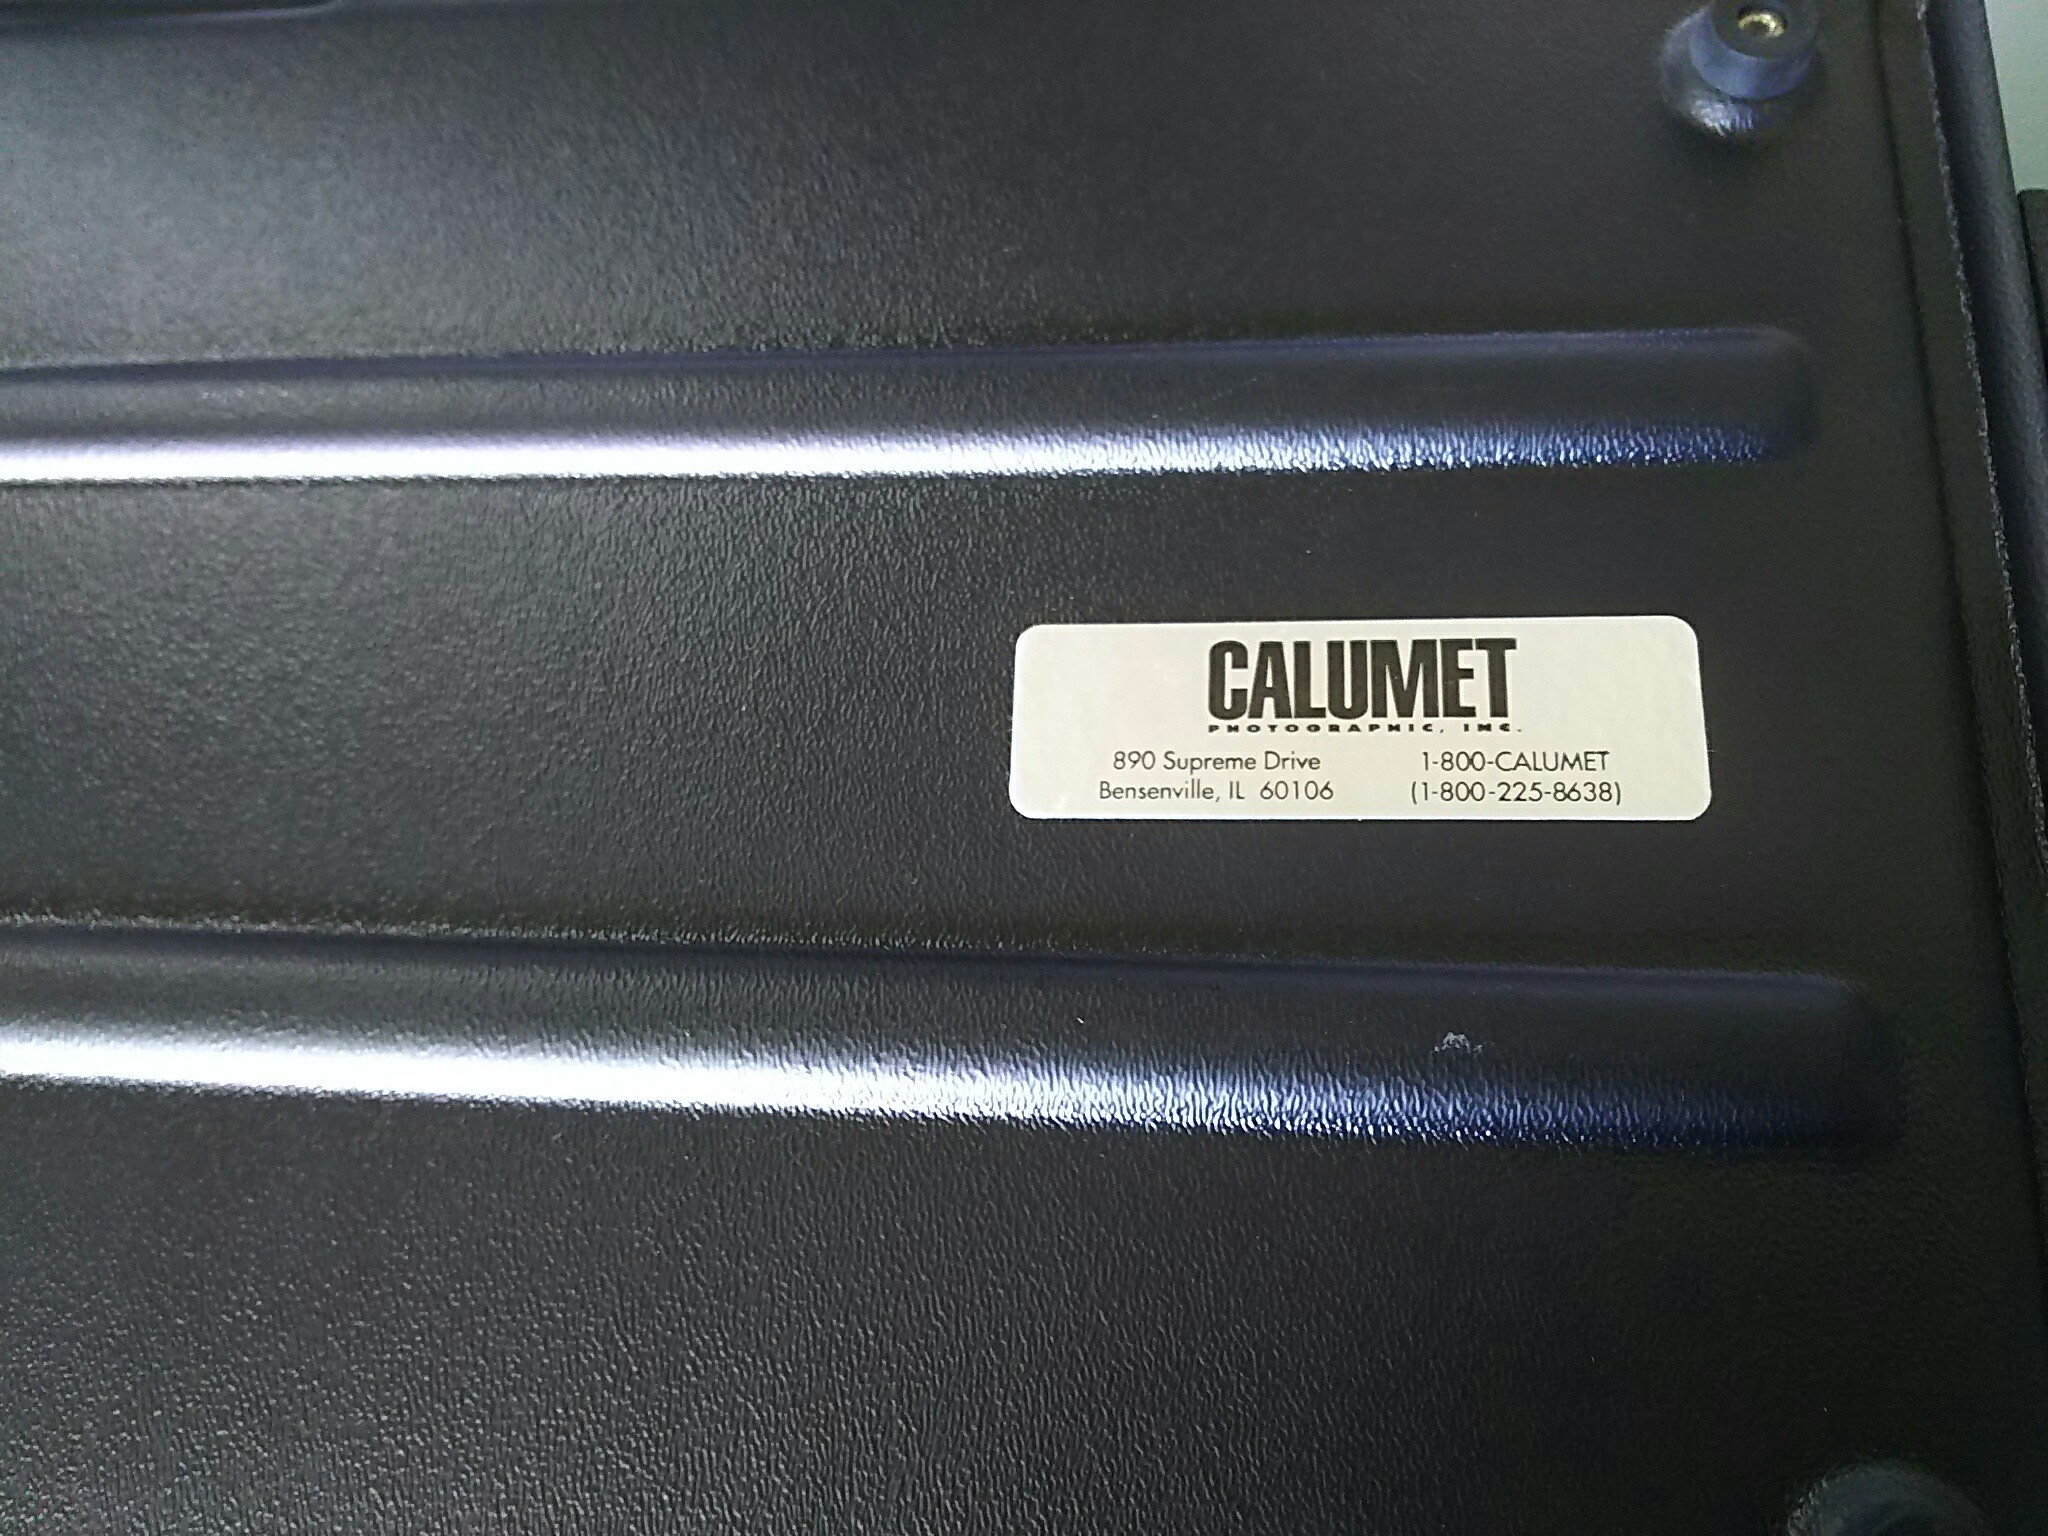 CALUMET
PHOTOGRAPHIC, INC.
890 Supreme Drive
Bensenville, IL 60106
1-800-CALUMET
(1-800-225-8638)